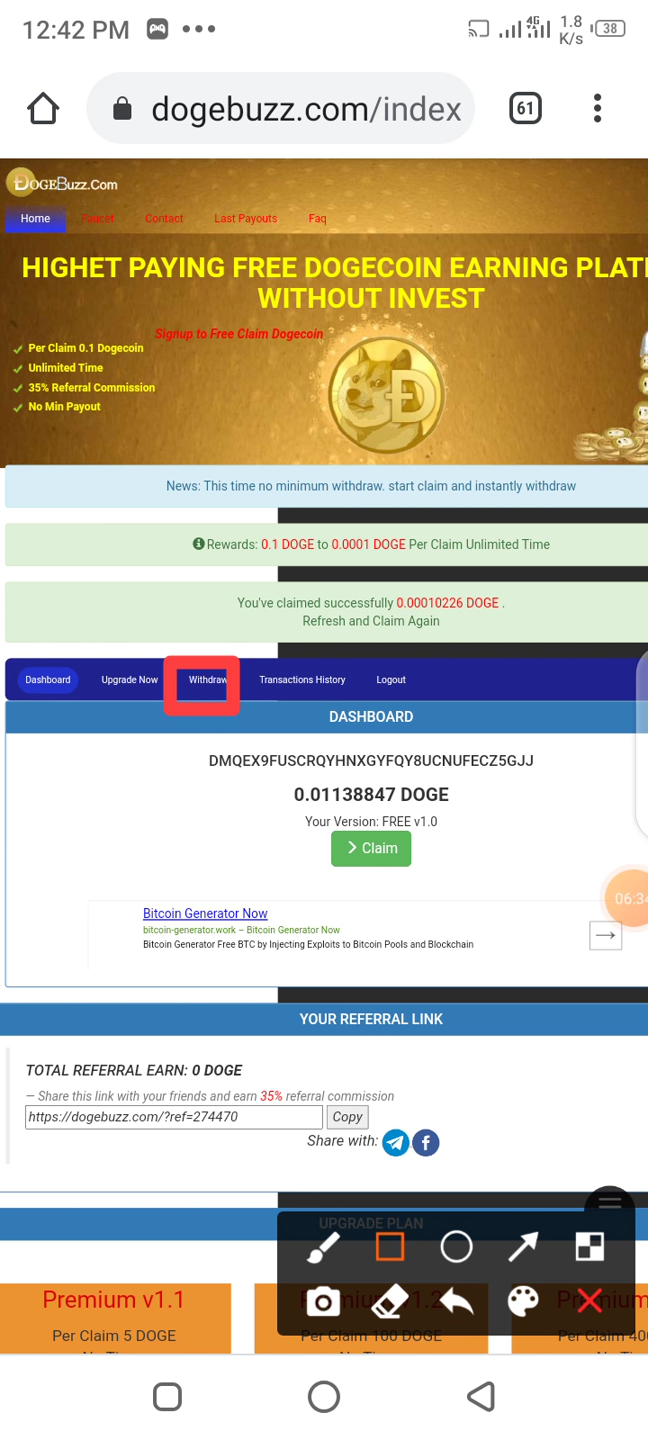 12:42 PM
4G
1.8
K/s
38
dogebuzz.com/index
61
DOGEBuzz.Com
Home Faucet Contact Last Payouts Faq
HIGHET PAYING FREE DOGECOIN EARNING
WITHOUT INVEST
Signup to Free Claim Dogecoin
Per Claim 0.1 Dogecoin
Unlimited Time
35% Referral Commission
No Min Payout
News: This time no minimum withdraw. start claim and instantly withdraw
Rewards: 0.1 DOGE to 0.0001 DOGE Per Claim Unlimited Time
You've claimed successfully 0.00010226 DOGE .
Refresh and Claim Again
Dashboard Upgrade Now Withdraw Transactions History Logout
DASHBOARD
DMQEX9FUSCRQYHNXGYFQY8UCNUFECZ5GJJ
0.01138847 DOGE
Your Version: FREE v1.0
Claim
06:34
Bitcoin Generator Now
bitcoin-generator.work – Bitcoin Generator Now
Bitcoin Generator Free BTC by Injecting Exploits to Bitcoin Pools and Blockchain
YOUR REFERRAL LINK
TOTAL REFERRAL EARN: 0 DOGE
— Share this link with your friends and earn 35% referral commission
https://dogebuzz.com/?ref=274470 Copy
Share with:
UPGRADE PLAN
Premium v1.1
Per Claim 5 DOGE
Per Claim 100 DOGE
Per Claim